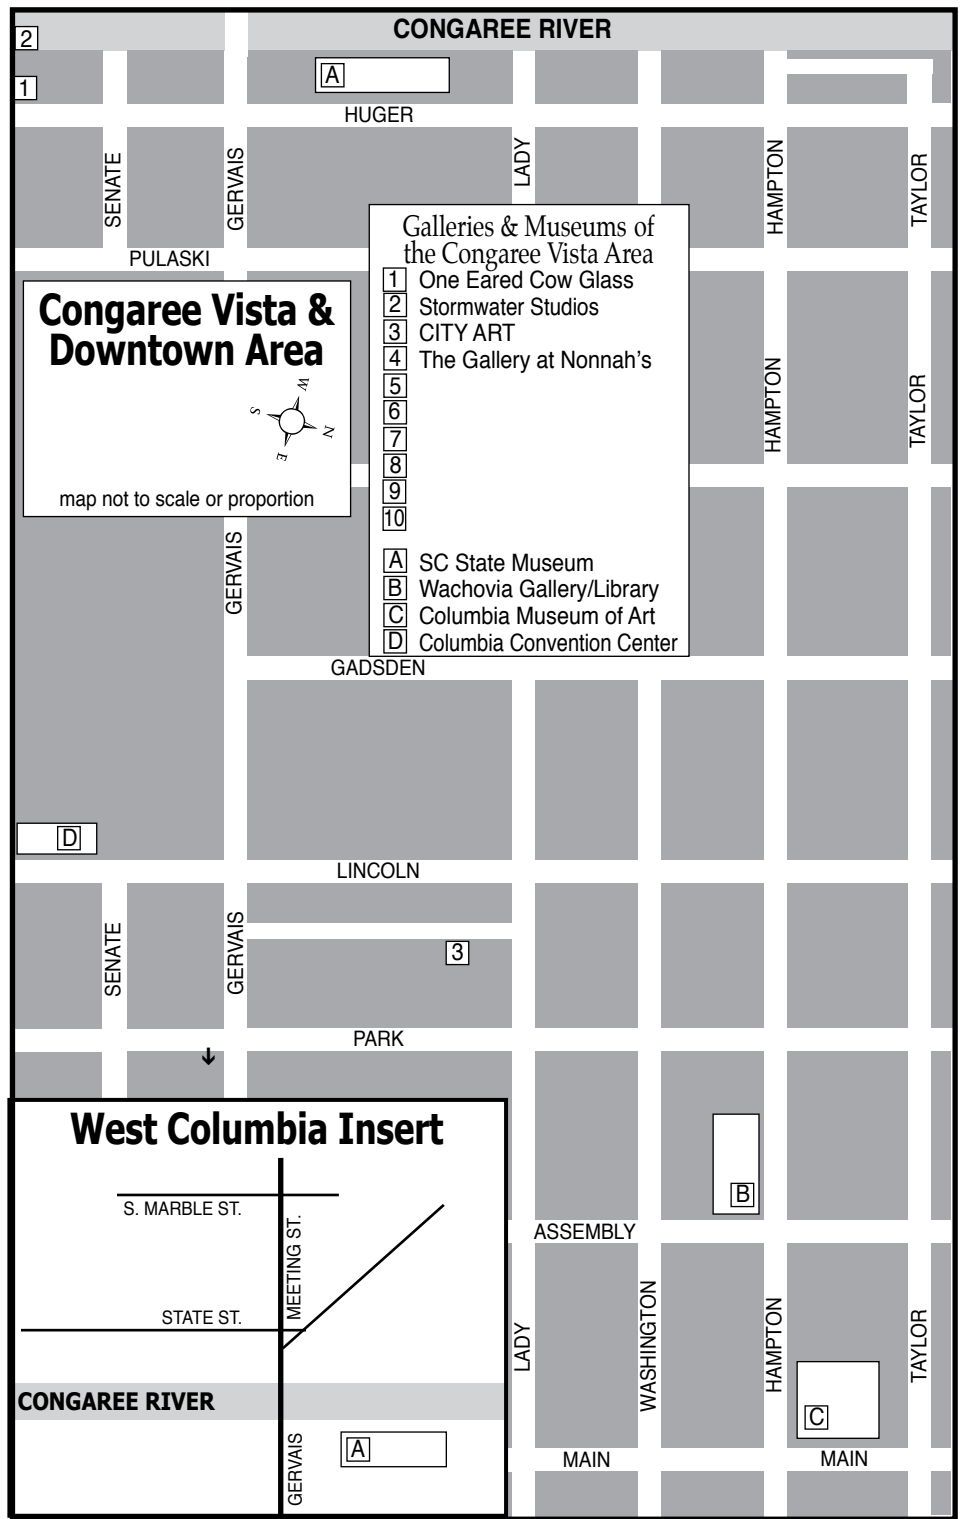 CONGAREE RIVER
2
A
1
HUGER
SENATE
GERVAIS
LADY
HAMPTON
TAYLOR
PULASKI
Galleries & Museums of
the Congaree Vista Area
1 One Eared Cow Glass
2 Stormwater Studios
3 CITY ART
4 The Gallery at Nonnah's
5
6
7
8
9
10
A SC State Museum
B Wachovia Gallery/Library
C Columbia Museum of Art
D Columbia Convention Center
Congaree Vista &
Downtown Area
W
S
N
E
map not to scale or proportion
HAMPTON
TAYLOR
GERVAIS
GADSDEN
D
LINCOLN
SENATE
GERVAIS
3
PARK
West Columbia Insert
S. MARBLE ST.
MEETING ST.
STATE ST.
CONGAREE RIVER
GERVAIS
A
B
ASSEMBLY
LADY
WASHINGTON
HAMPTON
TAYLOR
C
MAIN
MAIN